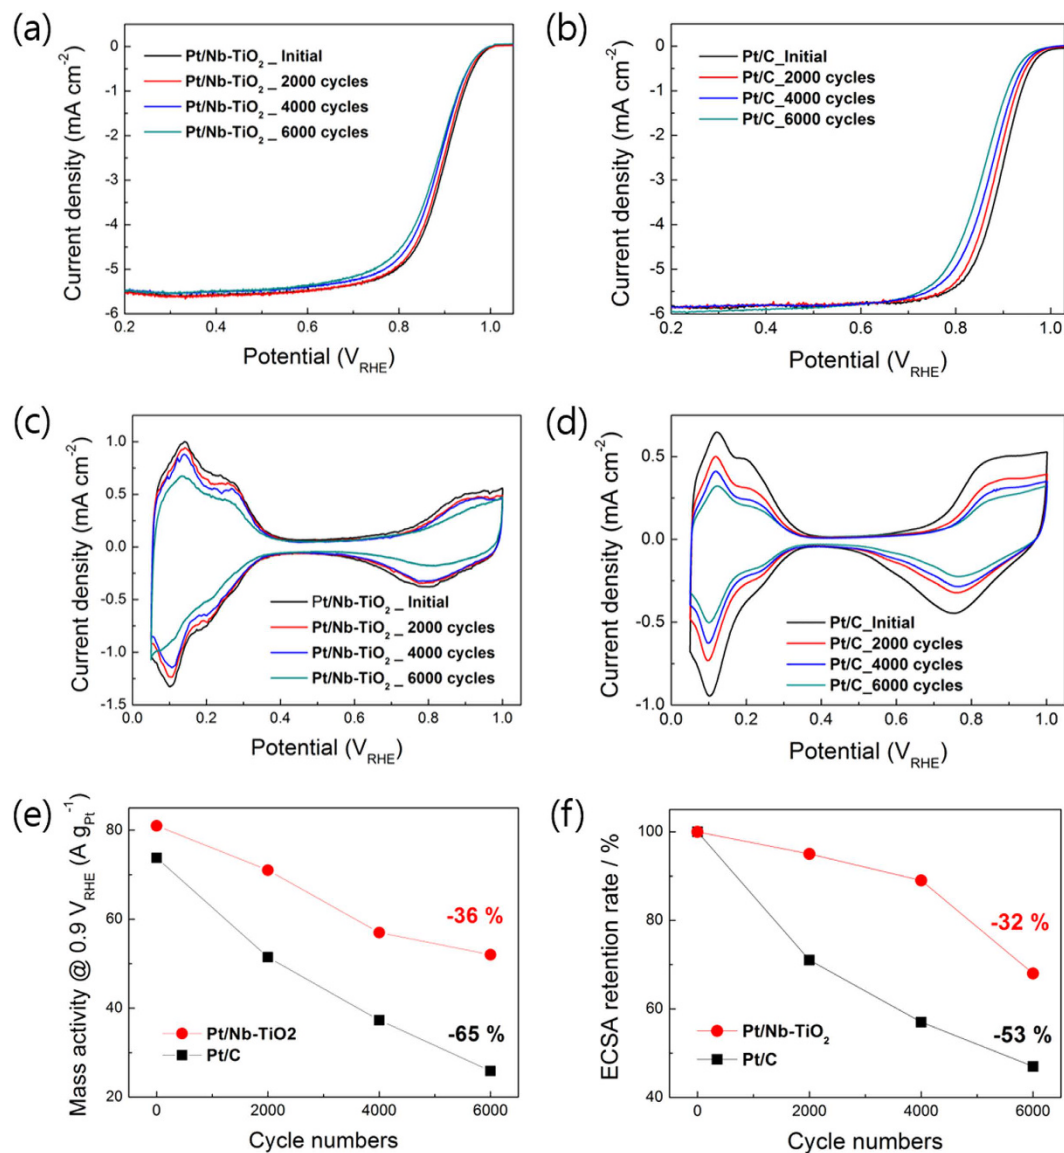 (a)
Pt/Nb-TiO₂ _ Initial
Pt/Nb-TiO₂_ 2000 cycles
Pt/Nb-TiO₂_ 4000 cycles
Pt/Nb-TiO₂_ 6000 cycles
Current density (mA cm⁻²)
0
-1
-2
-3
-4
-5
-6
0.2
0.4
0.6
0.8
1.0
Potential (V_RHE)
(b)
Pt/C_Initial
Pt/C_2000 cycles
Pt/C_4000 cycles
Pt/C_6000 cycles
Current density (mA cm⁻²)
0
-1
-2
-3
-4
-5
-6
0.2
0.4
0.6
0.8
1.0
Potential (V_RHE)
(c)
Current density (mA cm⁻²)
1.0
0.5
0.0
-0.5
-1.0
-1.5
Pt/Nb-TiO₂ _ Initial
Pt/Nb-TiO₂ _ 2000 cycles
Pt/Nb-TiO₂ _ 4000 cycles
Pt/Nb-TiO₂ _ 6000 cycles
0.0
0.2
0.4
0.6
0.8
1.0
Potential (V_RHE)
(d)
Current density (mA cm⁻²)
0.5
0.0
-0.5
-1.0
Pt/C_Initial
Pt/C_2000 cycles
Pt/C_4000 cycles
Pt/C_6000 cycles
0.0
0.2
0.4
0.6
0.8
1.0
Potential (V_RHE)
(e)
Mass activity @ 0.9 V_RHE (A g_Pt⁻¹)
80
60
40
20
-36 %
-65 %
Pt/Nb-TiO2
Pt/C
0
2000
4000
6000
Cycle numbers
(f)
ECSA retention rate / %
100
80
60
40
-32 %
-53 %
Pt/Nb-TiO₂
Pt/C
0
2000
4000
6000
Cycle numbers